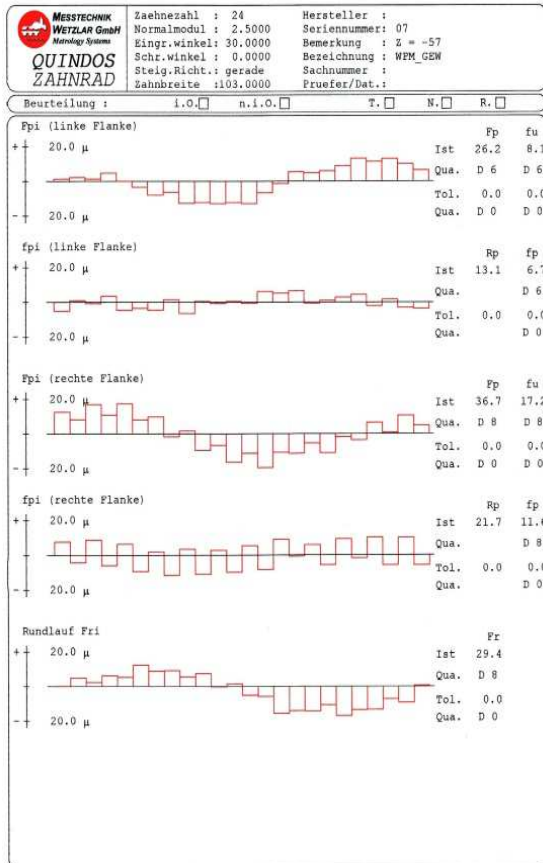 MESSTECHNIK
WETZLAR GmbH
Metrology Systems
QUINDOS
ZAHNRAD
Zaehnezahl : 24
Normalmodul : 2.5000
Eingr.winkel: 30.0000
Schr.winkel : 0.0000
Steig.Richt.: gerade
Zahnbreite :103.0000
Hersteller :
Seriennummer: 07
Bemerkung : Z = -57
Bezeichnung : WPM_GEW
Sachnummer :
Pruefer/Dat.:
Beurteilung : i.O. n.i.O. T. N. R.
Fpi (linke Flanke)
+ 20.0 µ
- 20.0 µ
Fp fu
Ist 26.2 8.1
Qua. D 6 D 6
Tol. 0.0 0.0
Qua. D 0 D 0
fpi (linke Flanke)
+ 20.0 µ
- 20.0 µ
Rp fp
Ist 13.1 6.7
Qua. D 6
Tol. 0.0 0.0
Qua. D 0
Fpi (rechte Flanke)
+ 20.0 µ
- 20.0 µ
Fp fu
Ist 36.7 17.2
Qua. D 8 D 8
Tol. 0.0 0.0
Qua. D 0 D 0
fpi (rechte Flanke)
+ 20.0 µ
- 20.0 µ
Rp fp
Ist 21.7
Qua. D 8
Tol. 0.0 0.0
Qua. D 0
Rundlauf Fri
+ 20.0 µ
- 20.0 µ
Fr
Ist 29.4
Qua. D 8
Tol. 0.0
Qua. D 0